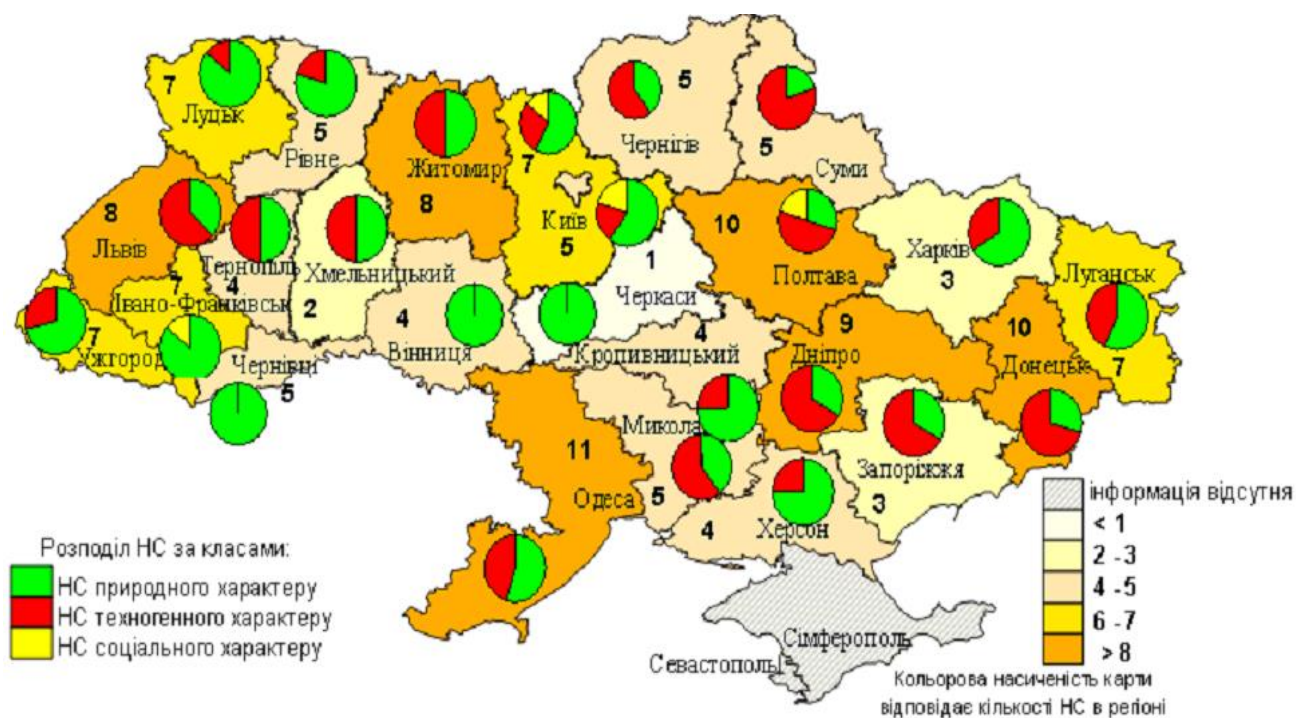 7
Луцьк
5
Рівне
Житомир
8
5
Чернігів
5
Суми
7
Київ
5
8
Львів
Тернопіль
4
Хмельницький
2
10
Полтава
Харків
3
Луганськ
7
1
Черкаси
7
Івано-Франківськ
7
Ужгород
Чернівці
5
4
Вінниця
4
Кропивницький
9
Дніпро
10
Донецьк
11
Одеса
5
4
Херсон
Запоріжжя
3
Сімферополь
Севастополь
Розподіл НС за класами:
НС природного характеру
НС техногенного характеру
НС соціального характеру
інформація відсутня
< 1
2 -3
4 -5
6 -7
>8
Кольорова насиченість карти
відповідає кількості НС в регіоні